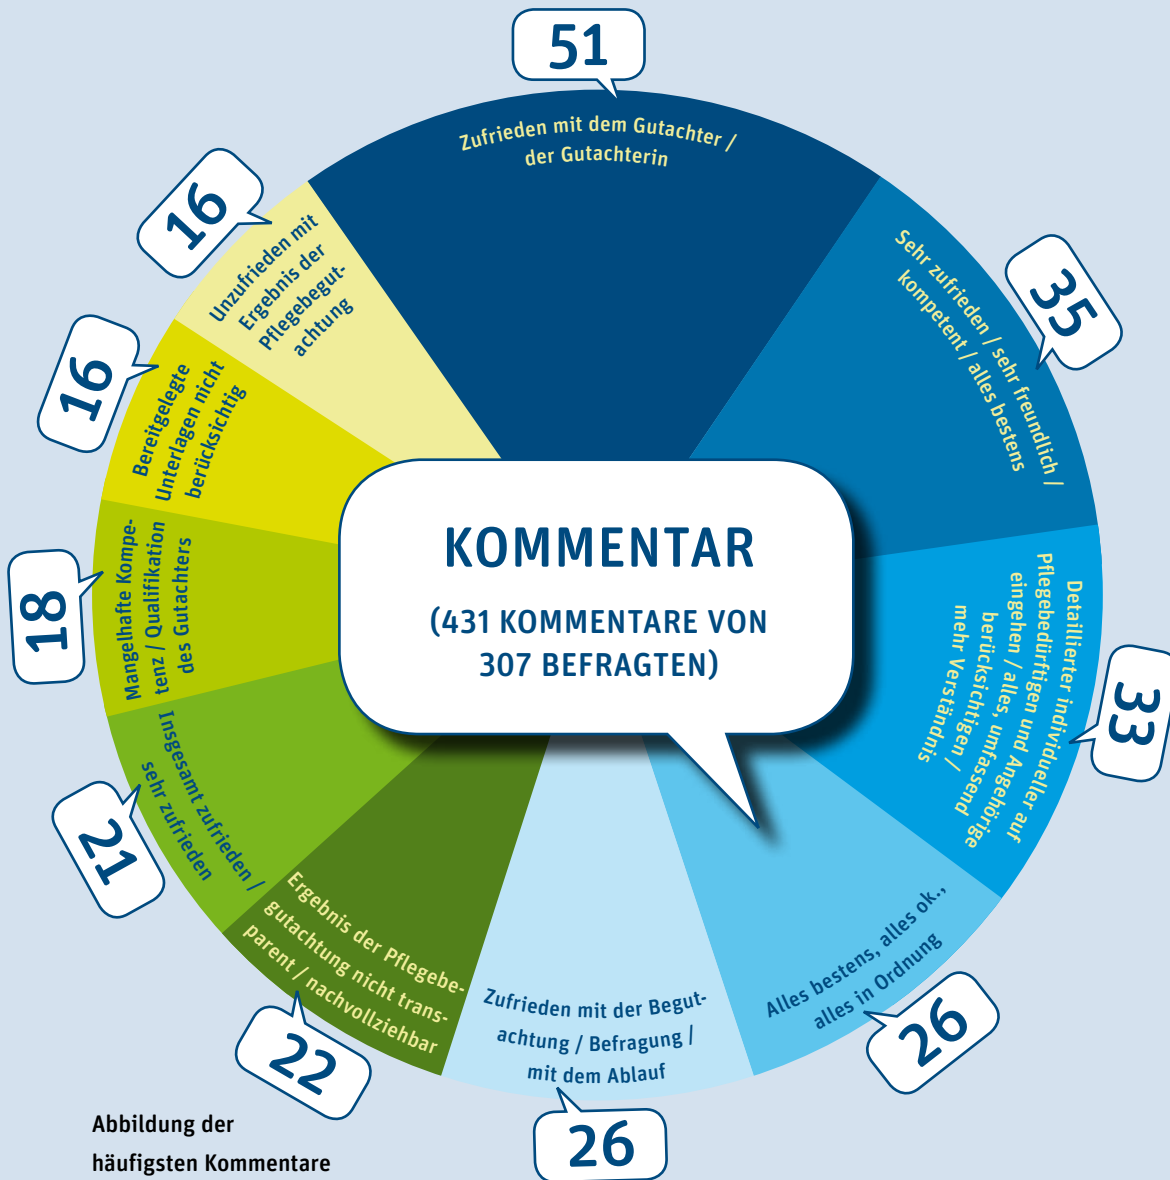 51
Zufrieden mit dem Gutachter /
der Gutachterin
35
Sehr zufrieden / sehr freundlich /
kompetent / alles bestens
33
Detaillierter individueller auf
Pflegebedürftigen und Angehörige
eingehen / alles, umfassend
berücksichtigen /
mehr Verständnis
26
Alles bestens, alles ok.,
alles in Ordnung
26
Zufrieden mit der Begut-
achtung / Befragung /
mit dem Ablauf
22
Ergebnis der Pflegebe-
gutachtung nicht trans-
parent / nachvollziehbar
21
Insgesamt zufrieden /
sehr zufrieden
18
Mangelhafte Kompe-
tenz / Qualifikation
des Gutachters
16
Bereitgelegte
Unterlagen nicht
berücksichtig
16
Unzufrieden mit
Ergebnis der
Pflegebegut-
achtung
KOMMENTAR
(431 KOMMENTARE VON
307 BEFRAGTEN)
Abbildung der
häufigsten Kommentare